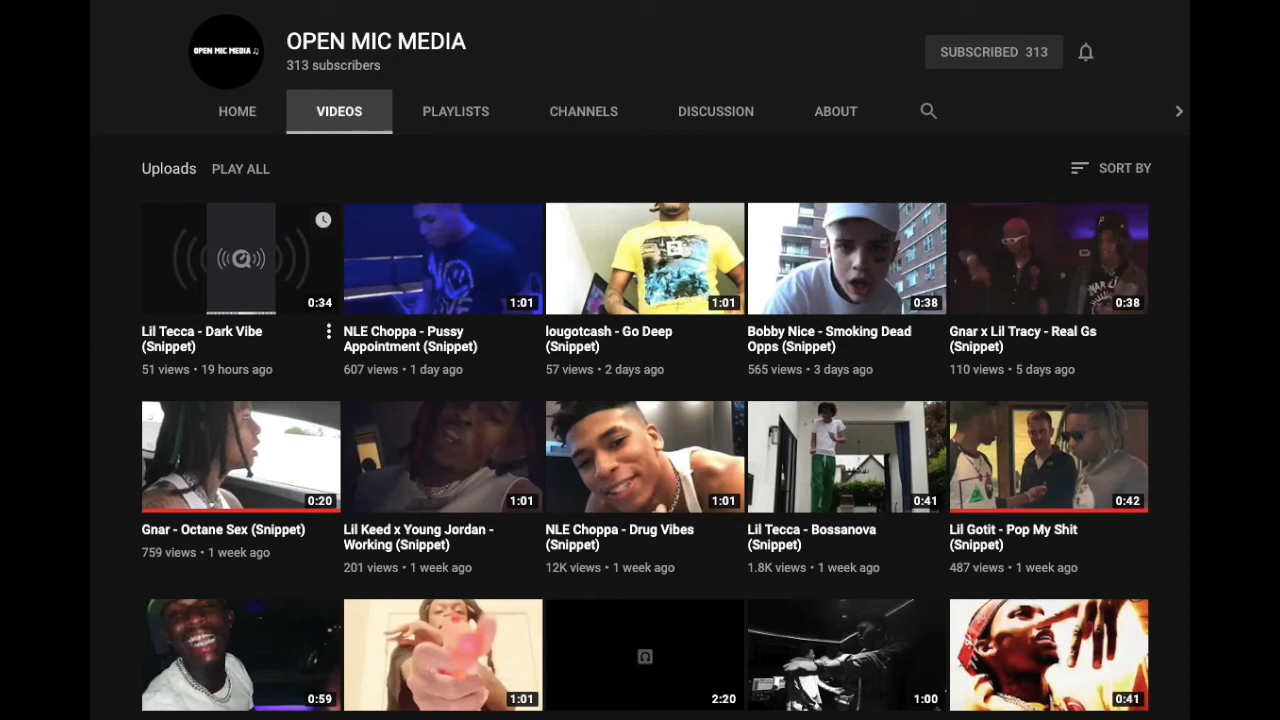 OPEN MIC MEDIA ♫
OPEN MIC MEDIA
313 subscribers
SUBSCRIBED 313
HOME VIDEOS PLAYLISTS CHANNELS DISCUSSION ABOUT
Uploads PLAY ALL SORT BY
0:34 1:01 1:01 0:38 0:38
Lil Tecca - Dark Vibe
(Snippet)
51 views • 19 hours ago
NLE Choppa - Pussy
Appointment (Snippet)
607 views • 1 day ago
lougotcash - Go Deep
(Snippet)
57 views • 2 days ago
Bobby Nice - Smoking Dead
Opps (Snippet)
565 views • 3 days ago
Gnar x Lil Tracy - Real Gs
(Snippet)
110 views • 5 days ago
0:20 1:01 1:01 0:41 0:42
Gnar - Octane Sex (Snippet)
759 views • 1 week ago
Lil Keed x Young Jordan -
Working (Snippet)
201 views • 1 week ago
NLE Choppa - Drug Vibes
(Snippet)
12K views • 1 week ago
Lil Tecca - Bossanova
(Snippet)
1.8K views • 1 week ago
Lil Gotit - Pop My Shit
(Snippet)
487 views • 1 week ago
0:59 1:01 2:20 1:00 0:41